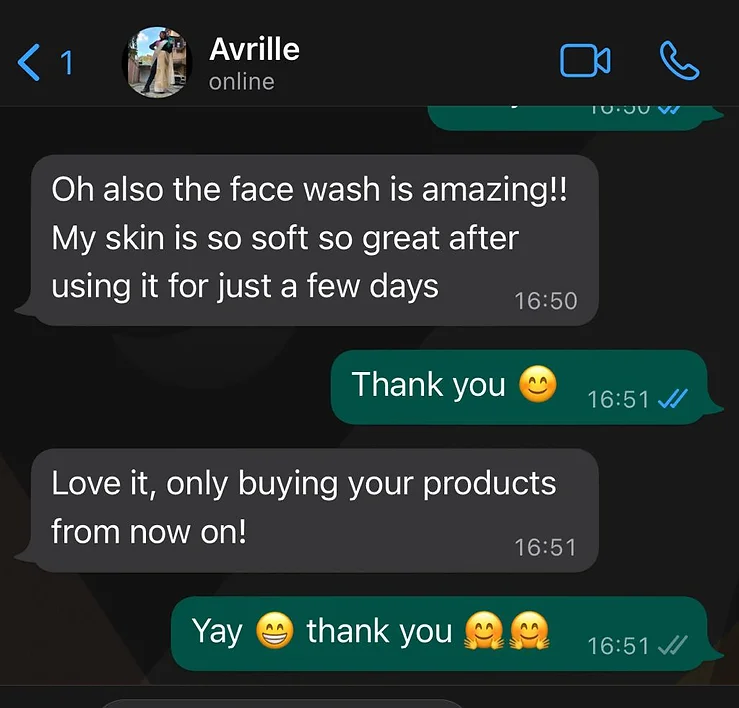 1
Avrille
online
16:50
Oh also the face wash is amazing!!
My skin is so soft so great after
using it for just a few days
16:50
Thank you 😊
16:51
Love it, only buying your products
from now on!
16:51
Yay 😁 thank you 🤗🤗
16:51